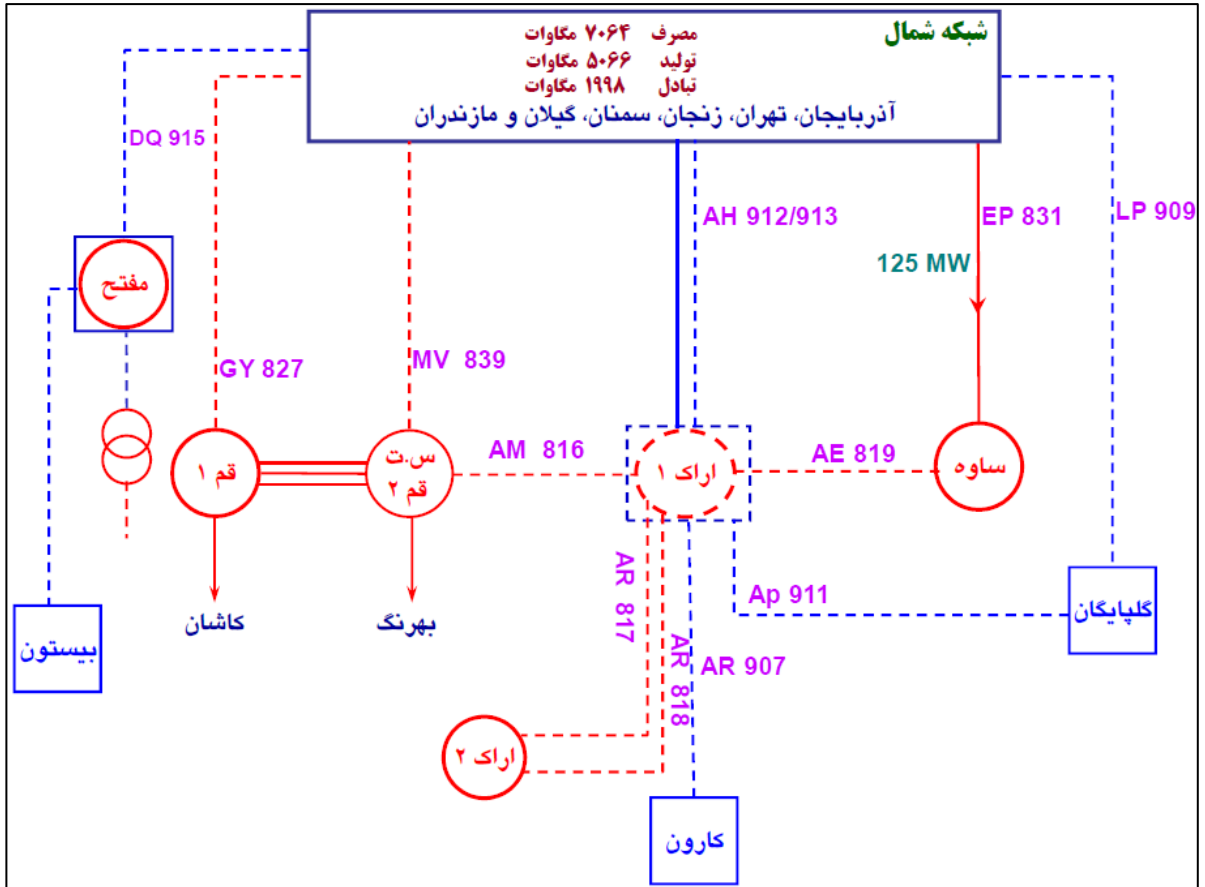 شبکه شمال
مصرف ۷۰۶۴ مگاوات
تولید ۵۰۶۶ مگاوات
تبادل ۱۹۹۸ مگاوات
آذربایجان، تهران، زنجان، سمنان، گیلان و مازندران
DQ 915
AH 912/913
EP 831
LP 909
125 MW
مفتح
GY 827
MV 839
قم ۱
س.ت
قم ۲
AM 816
اراک ۱
AE 819
ساوه
کاشان
بهرنگ
AR 817
AR 818
AR 907
Ap 911
گلپایگان
بیستون
اراک ۲
کارون